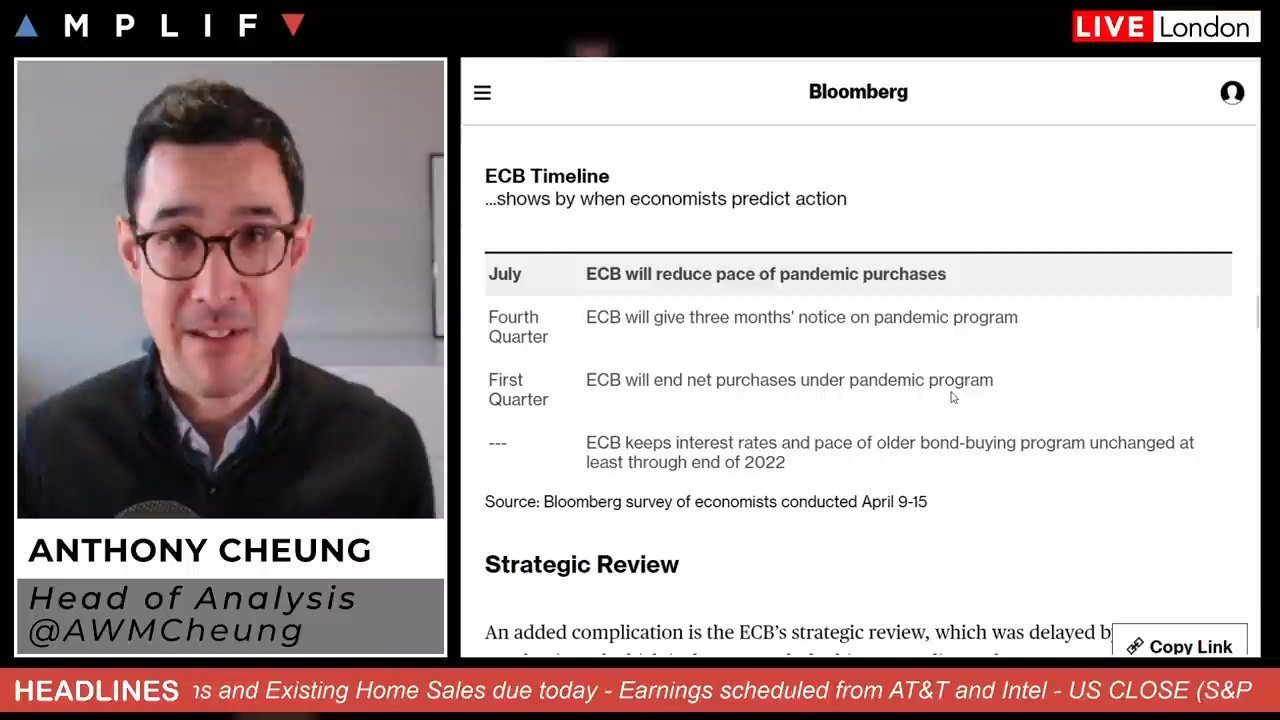 ▲ M P L I F ▼
LIVE London
Bloomberg
ECB Timeline
...shows by when economists predict action
July ECB will reduce pace of pandemic purchases
Fourth Quarter ECB will give three months' notice on pandemic program
First Quarter ECB will end net purchases under pandemic program
--- ECB keeps interest rates and pace of older bond-buying program unchanged at
least through end of 2022
Source: Bloomberg survey of economists conducted April 9-15
Strategic Review
An added complication is the ECB's strategic review, which was delayed
Copy Link
ANTHONY CHEUNG
Head of Analysis
@AWMCheung
HEADLINES and Existing Home Sales due today - Earnings scheduled from AT&T and Intel - US CLOSE (S&P